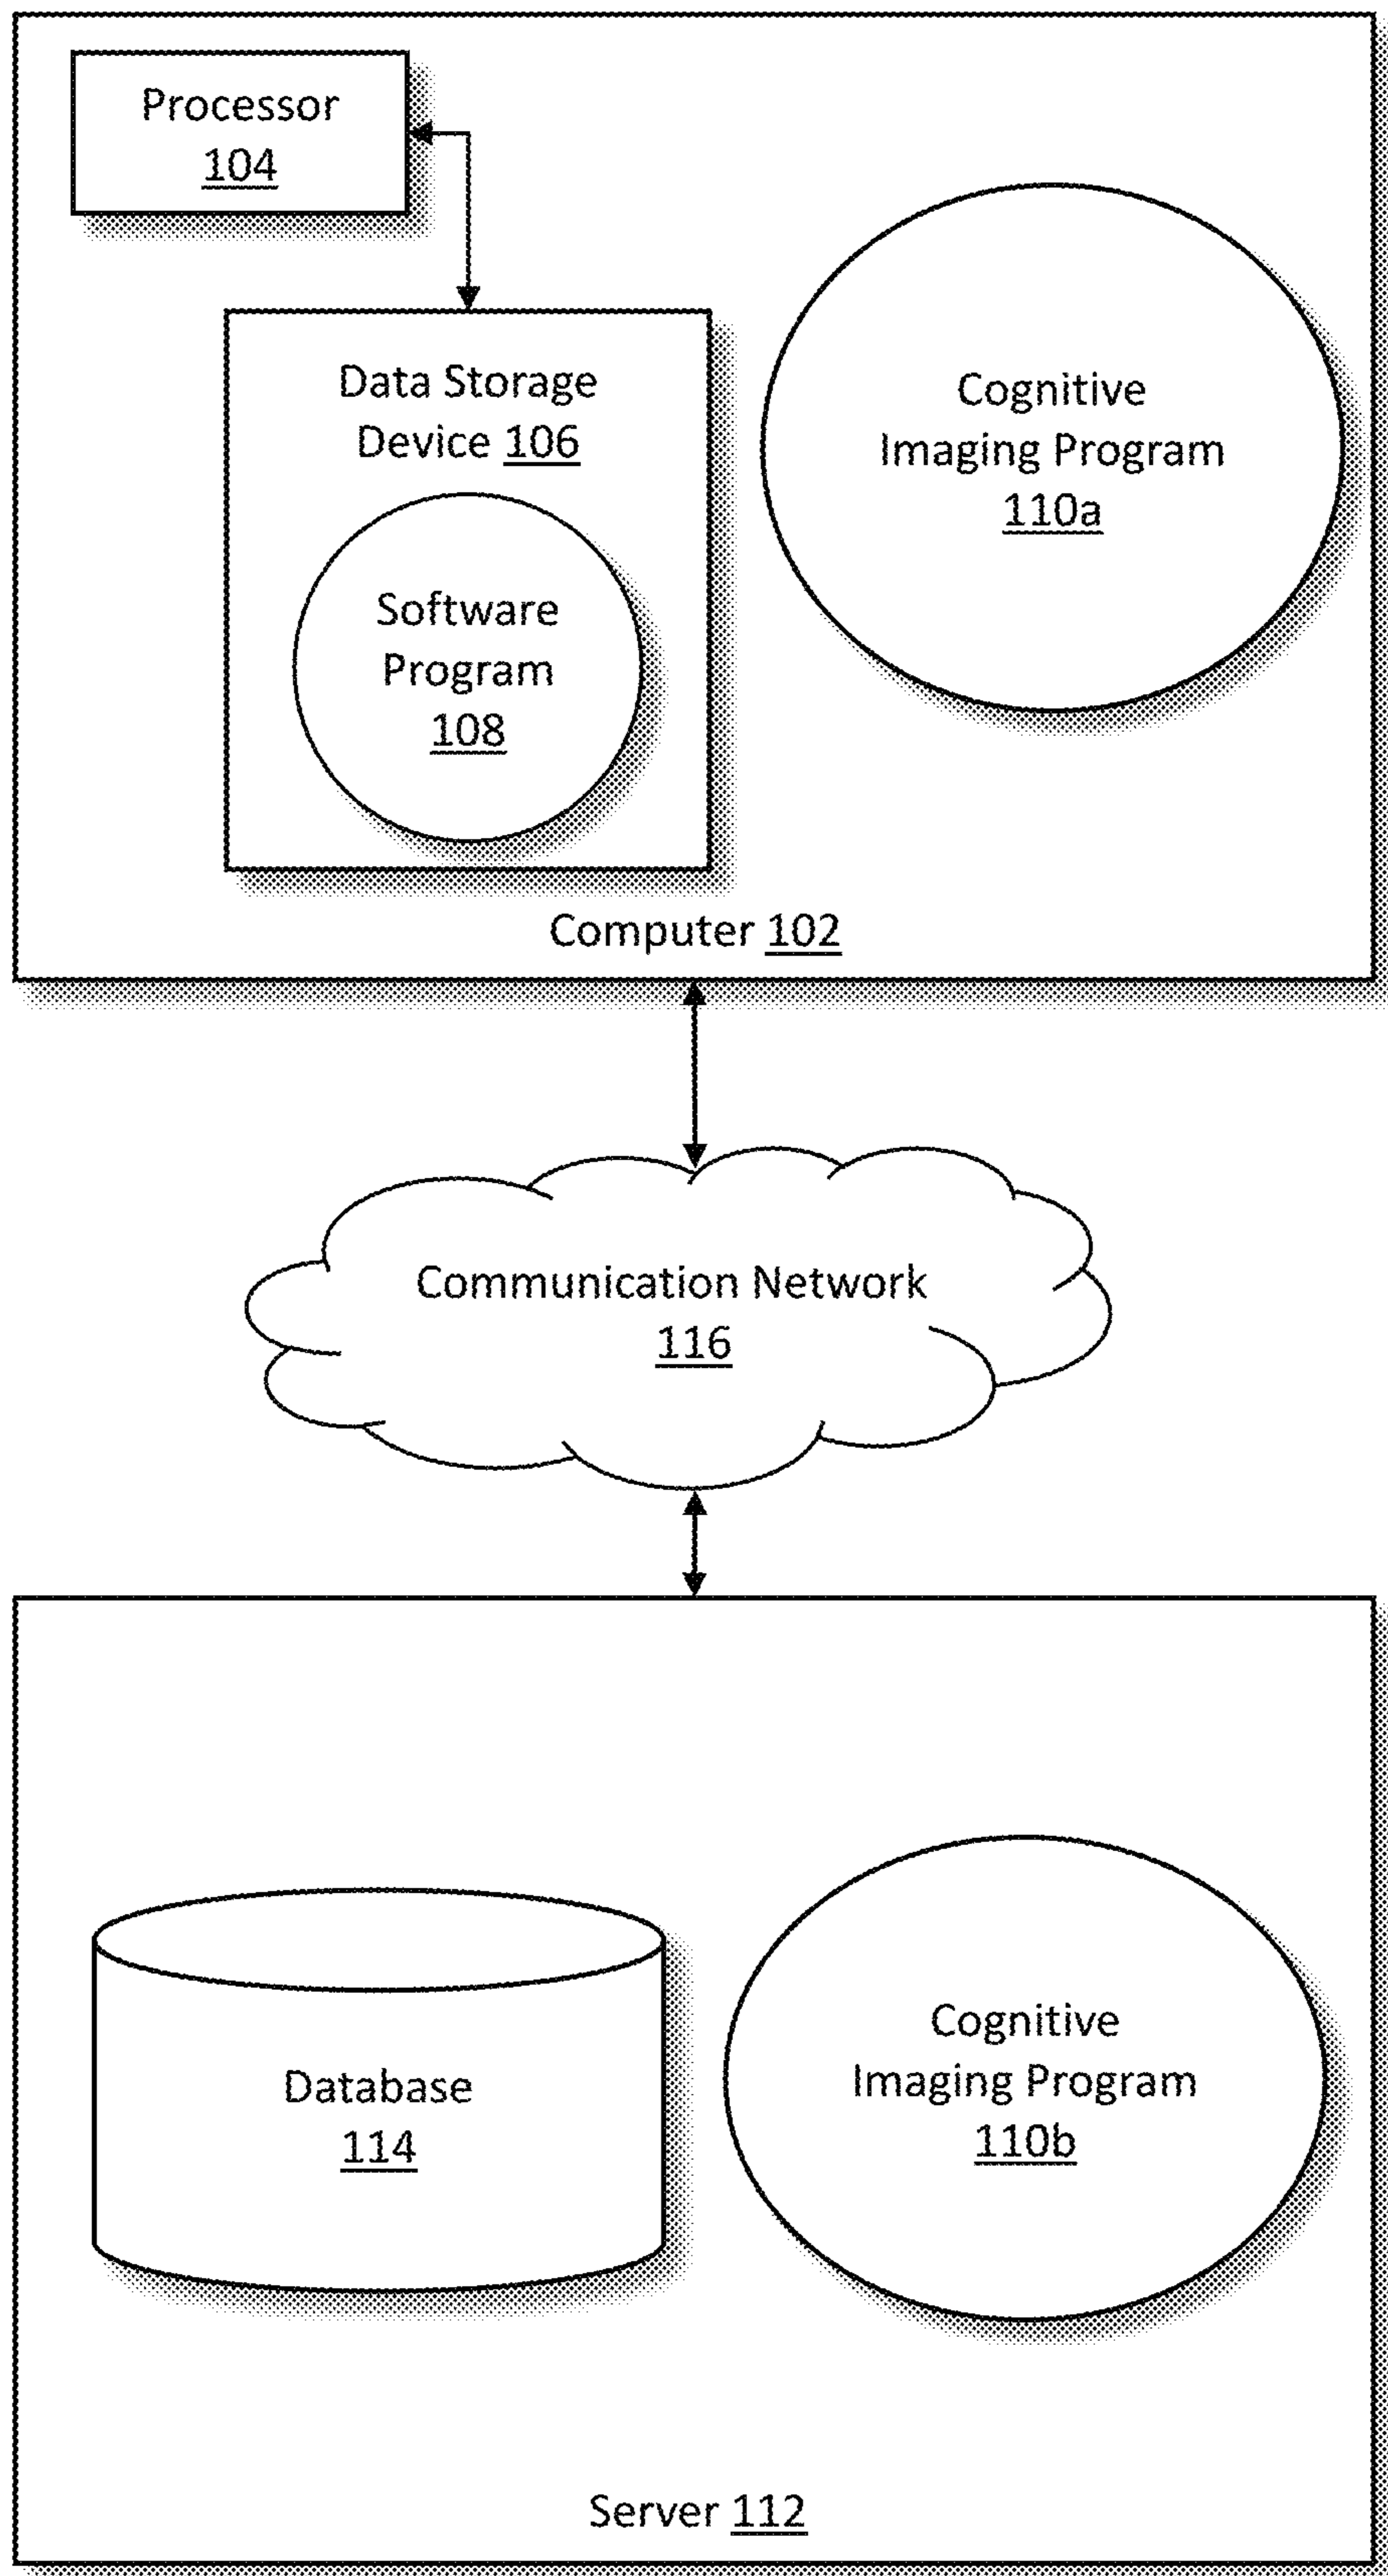 Processor
104
Data Storage
Device 106
Software
Program
108
Cognitive
Imaging Program
110a
Computer 102
Communication Network
116
Database
114
Cognitive
Imaging Program
110b
Server 112